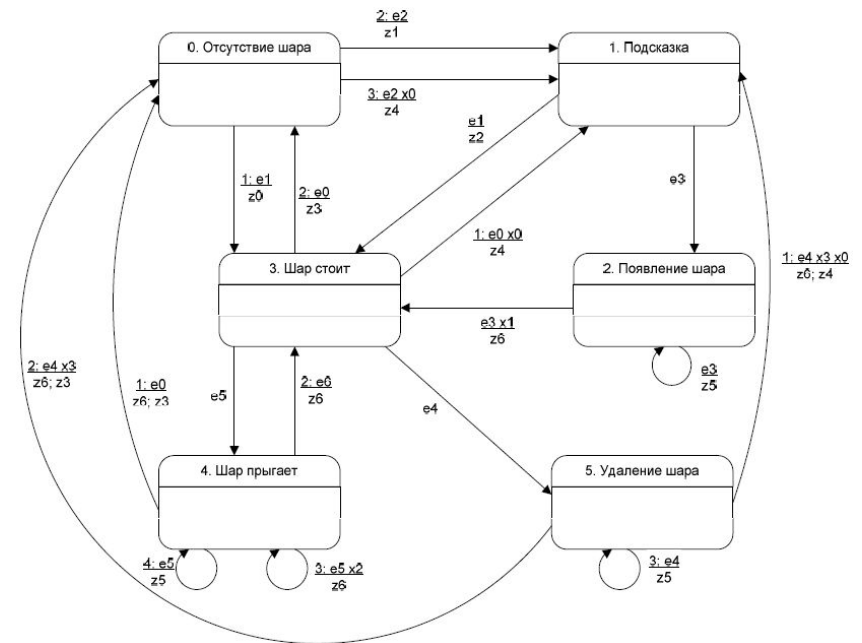 2: e2
z1
0. Отсутствие шара
1. Подсказка
3: e2 x0
z4
e1
z2
1: e1
z0
2: e0
z3
e3
1: e0 x0
z4
3. Шар стоит
2. Появление шара
1: e4 x3 x0
z6; z4
e3 x1
z6
2: e4 x3
z6; z3
1: e0
z6; z3
e5
2: e6
z6
e3
z5
e4
4. Шар прыгает
5. Удаление шара
4: e5
z5
3: e5 x2
z6
3: e4
z5